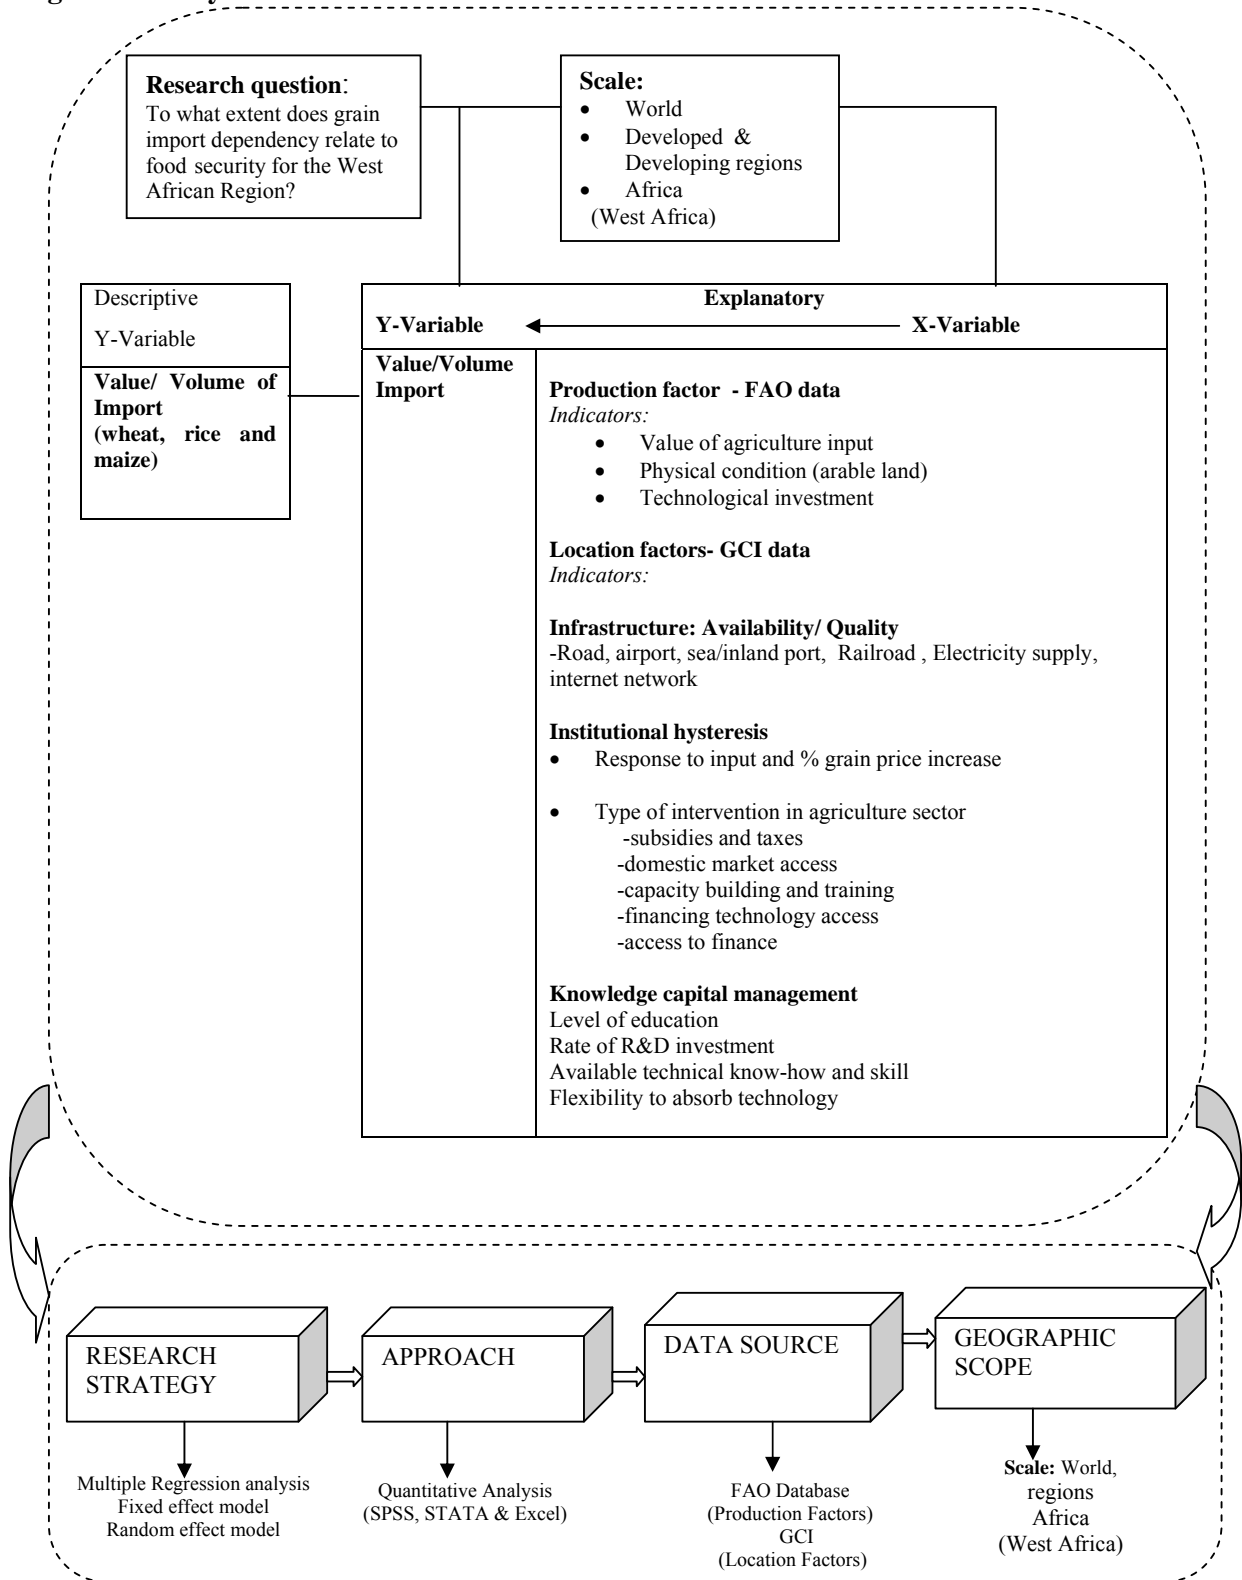 Research question:
To what extent does grain
import dependency relate to
food security for the West
African Region?
Scale:
• World
• Developed &
Developing regions
• Africa
(West Africa)
Descriptive
Y-Variable
Value/ Volume of
Import
(wheat, rice and
maize)
Explanatory
Y-Variable X-Variable
Value/Volume
Import
Production factor - FAO data
Indicators:
• Value of agriculture input
• Physical condition (arable land)
• Technological investment
Location factors- GCI data
Indicators:
Infrastructure: Availability/ Quality
-Road, airport, sea/inland port, Railroad , Electricity supply,
internet network
Institutional hysteresis
• Response to input and % grain price increase
• Type of intervention in agriculture sector
-subsidies and taxes
-domestic market access
-capacity building and training
-financing technology access
-access to finance
Knowledge capital management
Level of education
Rate of R&D investment
Available technical know-how and skill
Flexibility to absorb technology
RESEARCH
STRATEGY
APPROACH
DATA SOURCE
GEOGRAPHIC
SCOPE
Multiple Regression analysis
Fixed effect model
Random effect model
Quantitative Analysis
(SPSS, STATA & Excel)
FAO Database
(Production Factors)
GCI
(Location Factors)
Scale: World,
regions
Africa
(West Africa)